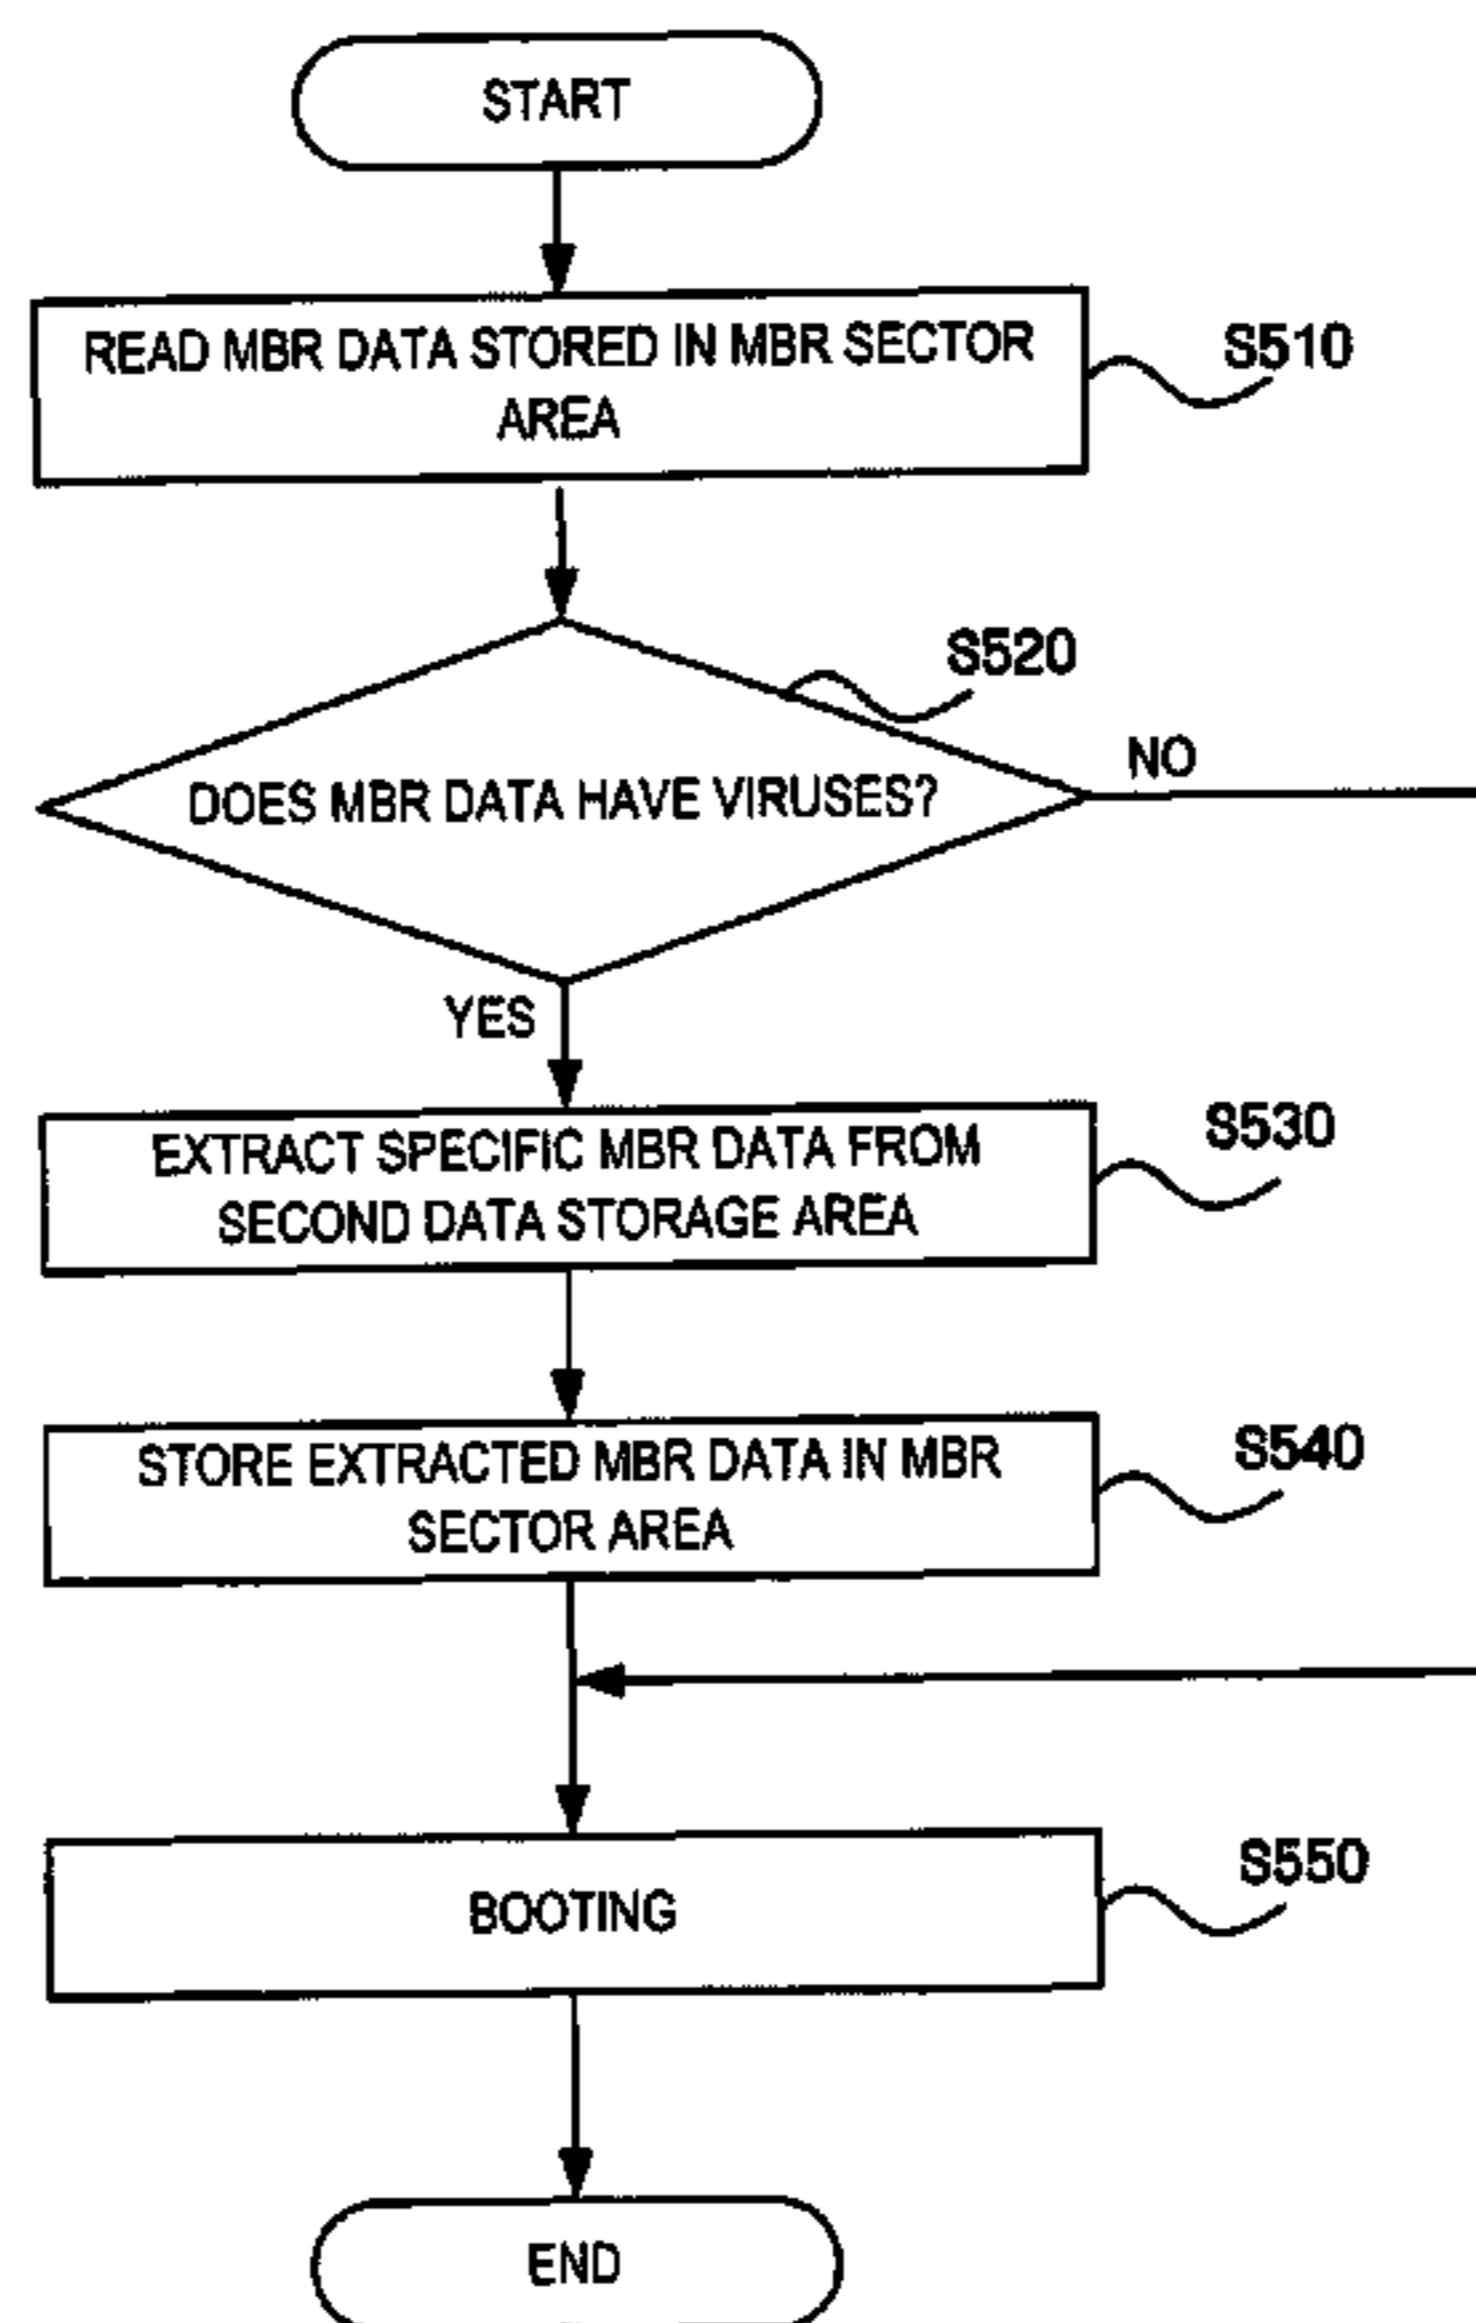 START
READ MBR DATA STORED IN MBR SECTOR
AREA
S510
S520
DOES MBR DATA HAVE VIRUSES?
NO
YES
EXTRACT SPECIFIC MBR DATA FROM
SECOND DATA STORAGE AREA
S530
STORE EXTRACTED MBR DATA IN MBR
SECTOR AREA
S540
BOOTING
S550
END